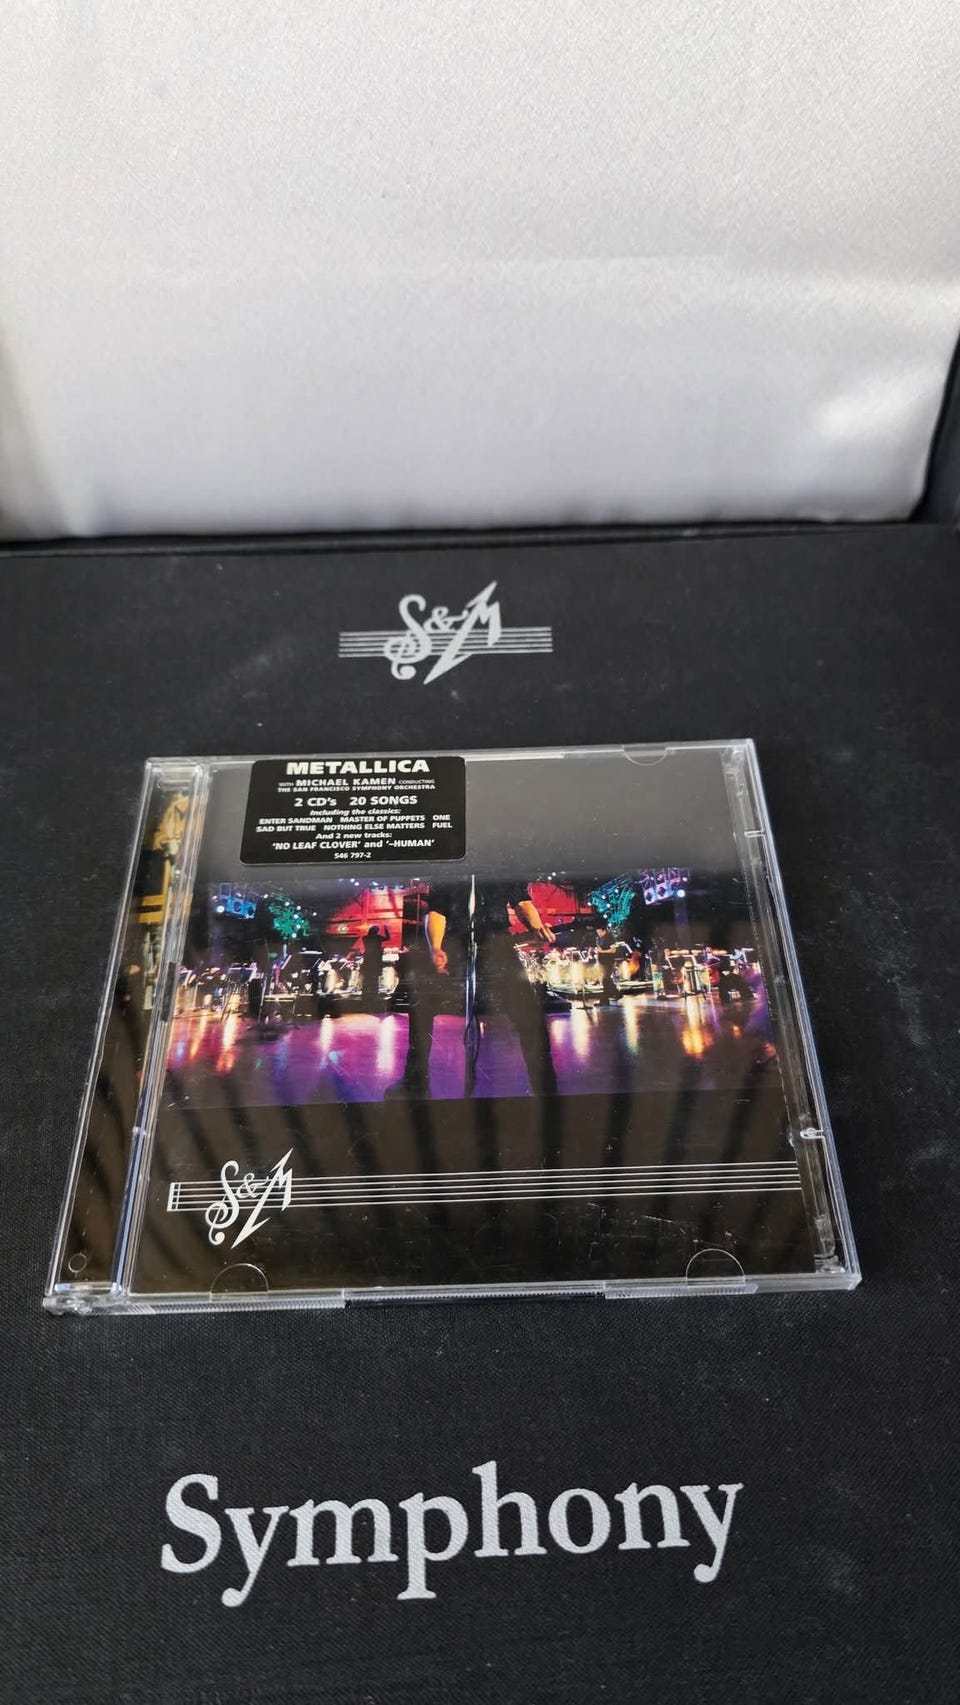 S&M
METALLICA
WITH MICHAEL KAMEN CONDUCTING
THE SAN FRANCISCO SYMPHONY ORCHESTRA
2 CD's 20 SONGS
Including the classics:
ENTER SANDMAN MASTER OF PUPPETS ONE
SAD BUT TRUE NOTHING ELSE MATTERS FUEL
And 2 new tracks:
'NO LEAF CLOVER' and '–HUMAN'
546 797-2
S&M
Symphony